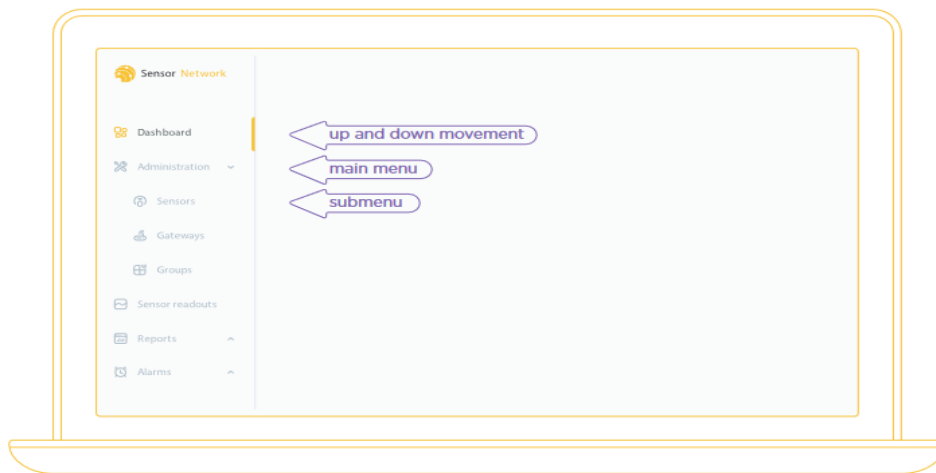 Sensor Network
Dashboard
up and down movement
Administration
main menu
Sensors
submenu
Gateways
Groups
Sensor readouts
Reports
Alarms